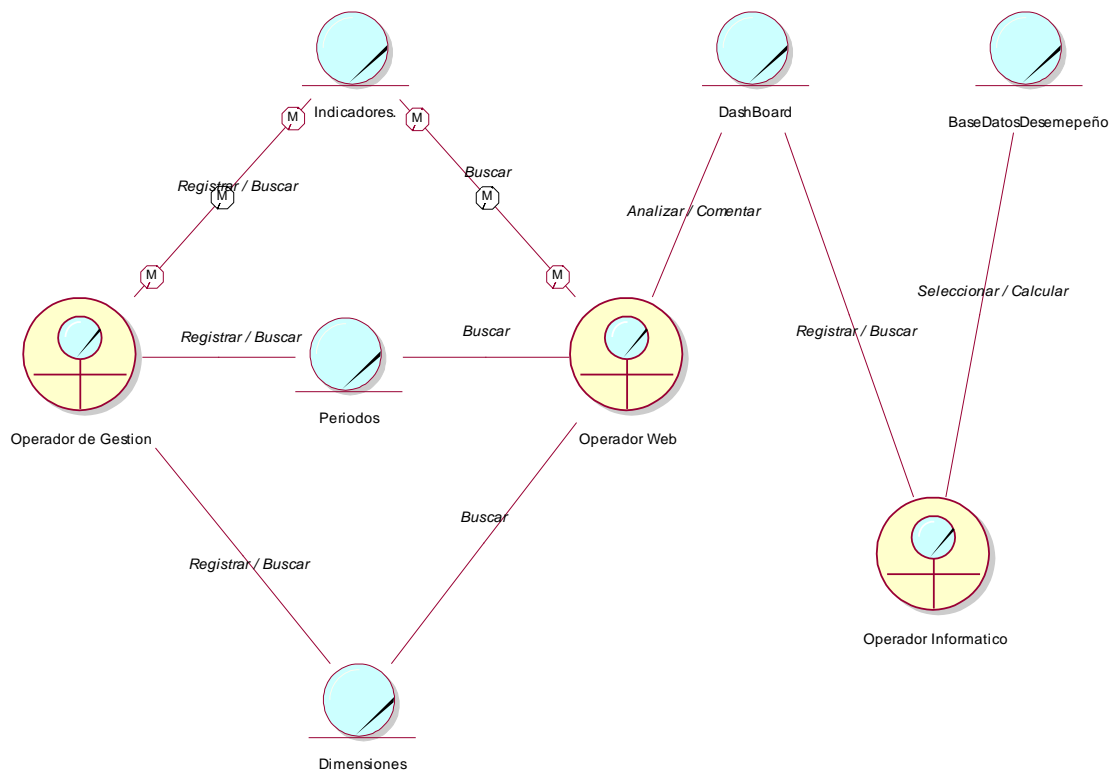 Indicadores.
DashBoard
BaseDatosDesemepeño
M
M
Registrar / Buscar
M
Buscar
M
Analizar / Comentar
M
M
Seleccionar / Calcular
Registrar / Buscar
Buscar
Registrar / Buscar
Periodos
Operador de Gestion
Operador Web
Buscar
Registrar / Buscar
Operador Informatico
Dimensiones